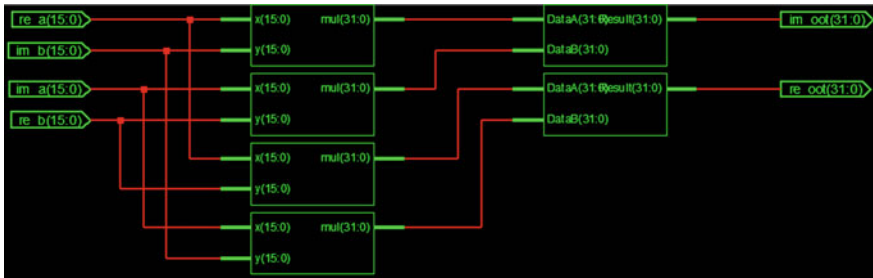 re_a(15:0) x(15:0) mul(31:0) DataA(31:0) Result(31:0) im_oot(31:0)
im_b(15:0) y(15:0) DataB(31:0)
im_a(15:0) x(15:0) mul(31:0) DataA(31:0) Result(31:0) re_oot(31:0)
re_b(15:0) y(15:0) DataB(31:0)
x(15:0) mul(31:0)
y(15:0)
x(15:0) mul(31:0)
y(15:0)